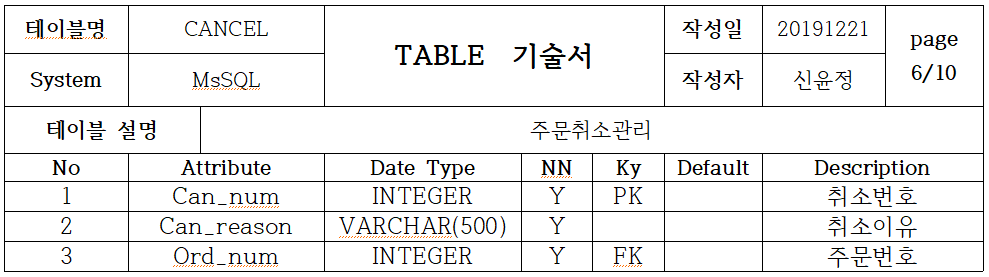 테이블명 CANCEL TABLE 기술서 작성일 20191221 page 6/10
System MsSQL 작성자 신윤정
테이블 설명 주문취소관리
No Attribute Date Type NN Ky Default Description
1 Can_num INTEGER Y PK 취소번호
2 Can_reason VARCHAR(500) Y 취소이유
3 Ord_num INTEGER Y FK 주문번호